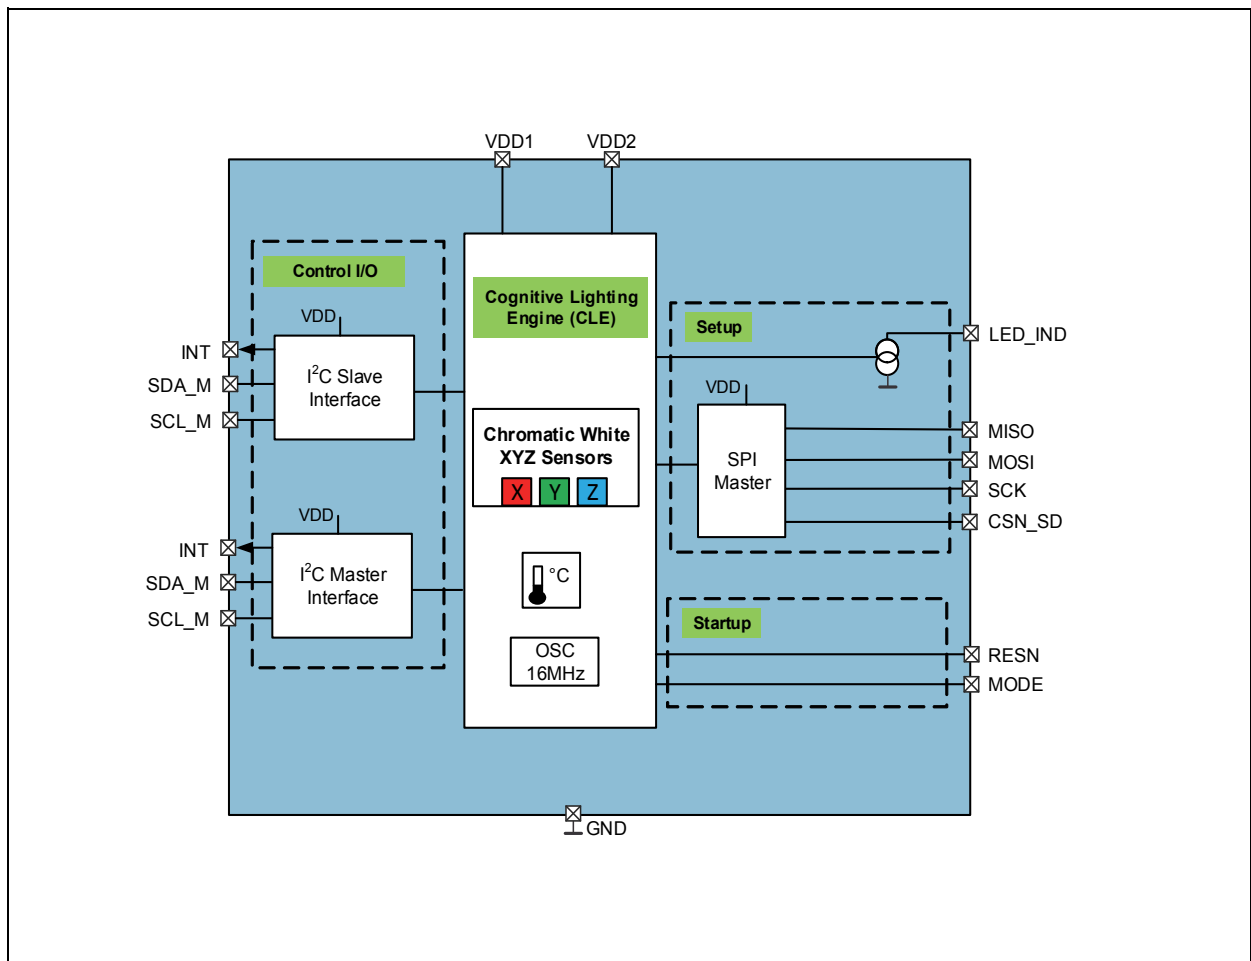 VDD1
VDD2
Control I/O
VDD
INT
SDA_M
SCL_M
I²C Slave
Interface
VDD
INT
SDA_M
SCL_M
I²C Master
Interface
Cognitive Lighting
Engine (CLE)
Chromatic White
XYZ Sensors
X Y Z
°C
OSC
16MHz
Setup
LED_IND
VDD
SPI
Master
MISO
MOSI
SCK
CSN_SD
Startup
RESN
MODE
GND